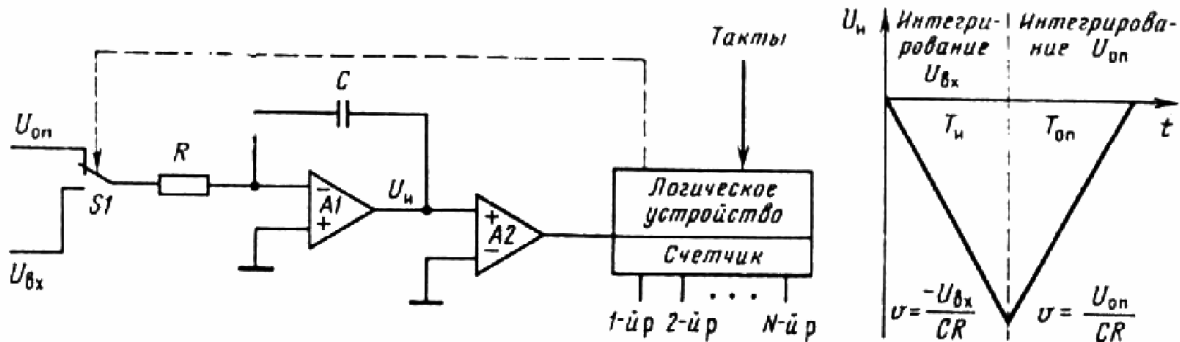 Такты
C
Uоп
R
S1
Uвх
−
A1
+
Uи
+
A2
−
Логическое
устройство
Счетчик
1-й р 2-й р ... N-й р
Uи
Интегри-
рование
Uвх
Интегрирова-
ние Uоп
Tи
Tоп
t
υ = −Uвх / CR
υ = Uоп / CR